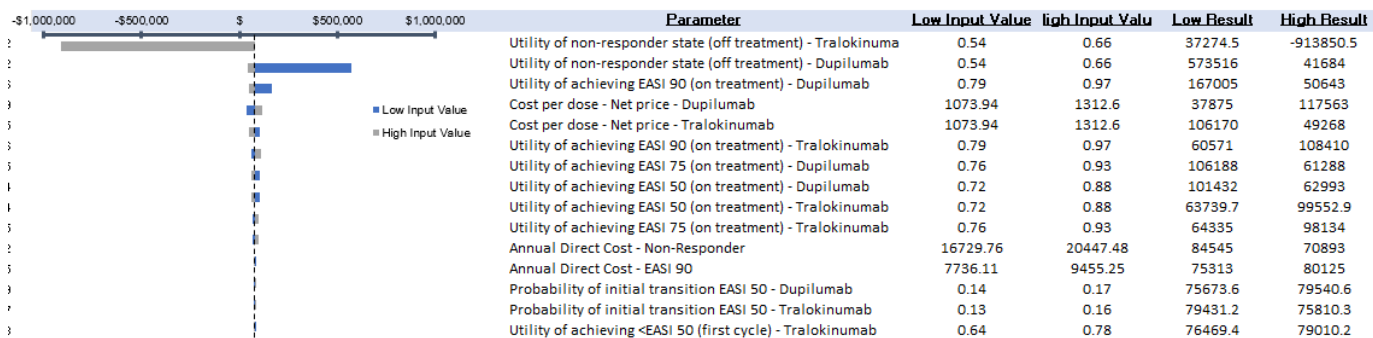 -$1,000,000 -$500,000 $ $500,000 $1,000,000 Parameter Low Input Value ligh Input Valu Low Result High Result
Utility of non-responder state (off treatment) - Tralokinuma 0.54 0.66 37274.5 -913850.5
Utility of non-responder state (off treatment) - Dupilumab 0.54 0.66 573516 41684
Utility of achieving EASI 90 (on treatment) - Dupilumab 0.79 0.97 167005 50643
Low Input Value Cost per dose - Net price - Dupilumab 1073.94 1312.6 37875 117563
High Input Value Cost per dose - Net price - Tralokinumab 1073.94 1312.6 106170 49268
Utility of achieving EASI 90 (on treatment) - Tralokinumab 0.79 0.97 60571 108410
Utility of achieving EASI 75 (on treatment) - Dupilumab 0.76 0.93 106188 61288
Utility of achieving EASI 50 (on treatment) - Dupilumab 0.72 0.88 101432 62993
Utility of achieving EASI 50 (on treatment) - Tralokinumab 0.72 0.88 63739.7 99552.9
Utility of achieving EASI 75 (on treatment) - Tralokinumab 0.76 0.93 64335 98134
Annual Direct Cost - Non-Responder 16729.76 20447.48 84545 70893
Annual Direct Cost - EASI 90 7736.11 9455.25 75313 80125
Probability of initial transition EASI 50 - Dupilumab 0.14 0.17 75673.6 79540.6
Probability of initial transition EASI 50 - Tralokinumab 0.13 0.16 79431.2 75810.3
Utility of achieving <EASI 50 (first cycle) - Tralokinumab 0.64 0.78 76469.4 79010.2